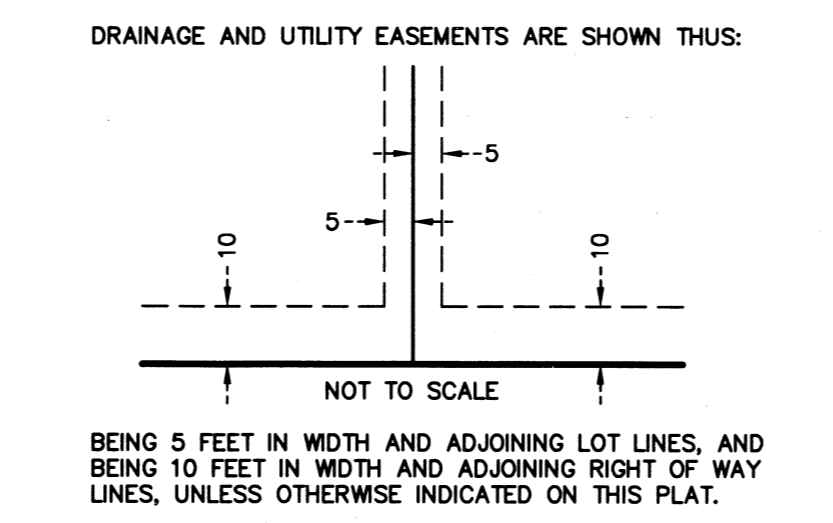 DRAINAGE AND UTILITY EASEMENTS ARE SHOWN THUS:
5
5
10
10
NOT TO SCALE
BEING 5 FEET IN WIDTH AND ADJOINING LOT LINES, AND
BEING 10 FEET IN WIDTH AND ADJOINING RIGHT OF WAY
LINES, UNLESS OTHERWISE INDICATED ON THIS PLAT.